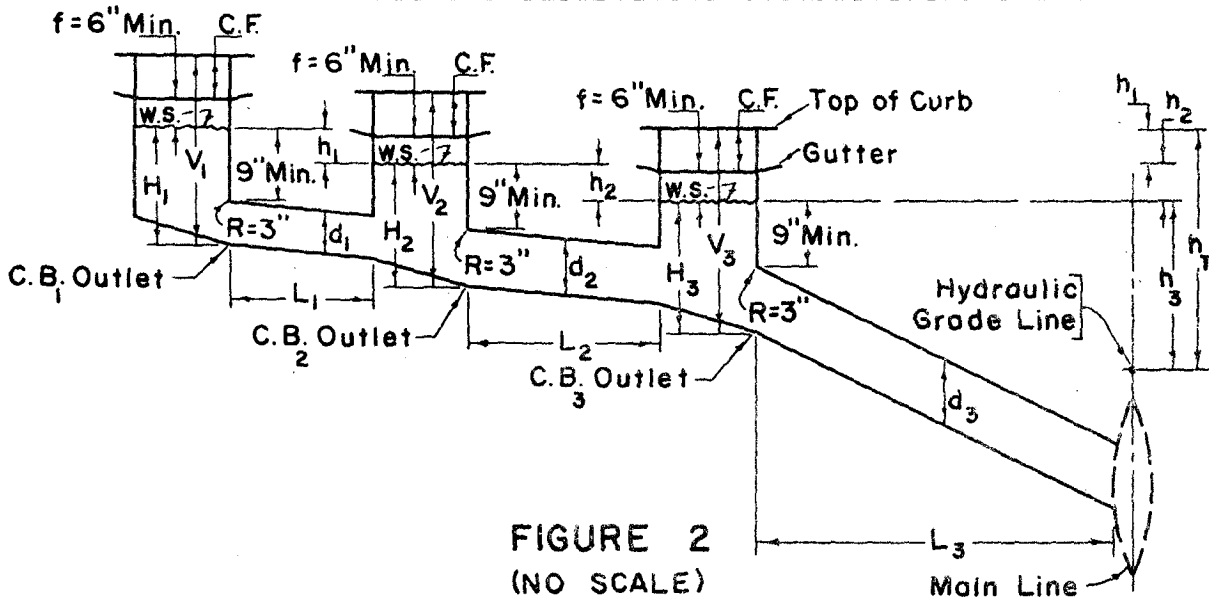 f=6"Min. C.F.
f=6"Min. C.F.
f=6"Min. C.F. Top of Curb
h1 h2
W.S. W.S. W.S. Gutter
V1 h1 9"Min. V2 h2 9"Min. V3 9"Min.
H1 H2 H3
R=3" d1 R=3" d2 R=3"
hT h3
C.B.1 Outlet L1
Hydraulic
Grade Line
C.B.2 Outlet L2
C.B.3 Outlet
d3
L3
FIGURE 2
(NO SCALE)
Main Line